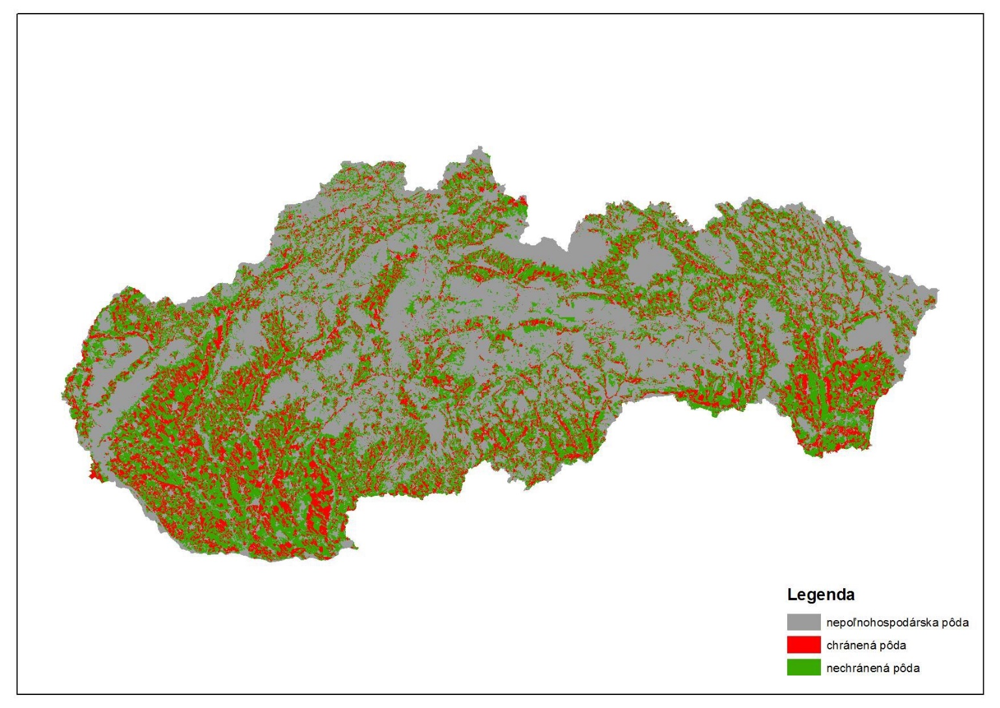 Legenda
nepoľnohospodárska pôda
chránená pôda
nechránená pôda